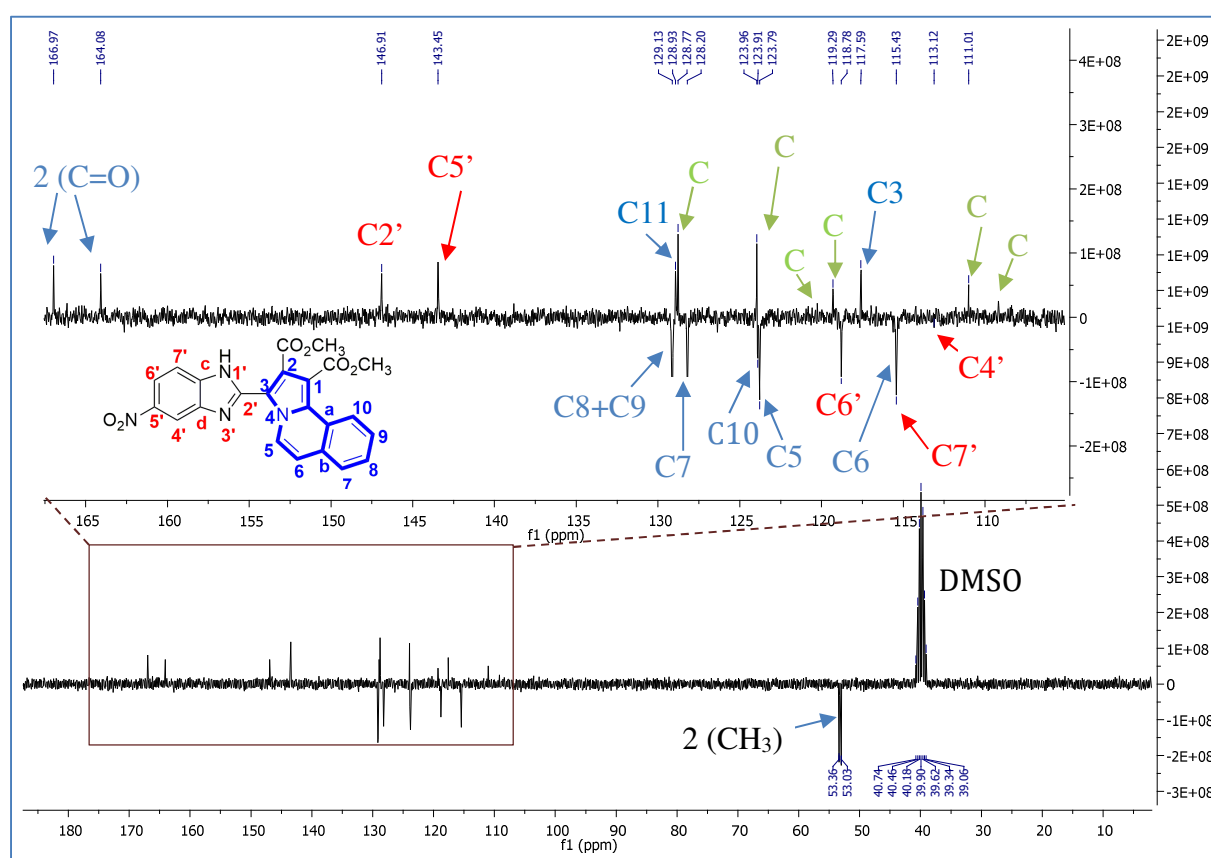 166.97 164.08 146.91 143.45 129.13 128.93 128.77 128.20 123.96 123.91 123.79 119.29 118.78 117.59 115.43 113.12 111.01
2 (C=O)
C2’
C5’
C11
C
C
C
C
C3
C
C
C8+C9
C7
C10
C5
C6’
C6
C7’
C4’
COOCH3
COOCH3
H
N
1'
7'
c
6'
5'
O2N
4'
d
N
3'
2'
3
2
1
N
4
a
10
9
8
7
b
6
5
4E+08
3E+08
2E+08
1E+08
0
-1E+08
-2E+08
165 160 155 150 145 140 135 130 125 120 115 110
f1 (ppm)
2E+09
2E+09
2E+09
2E+09
1E+09
1E+09
1E+09
1E+09
9E+08
8E+08
8E+08
7E+08
6E+08
6E+08
5E+08
4E+08
4E+08
3E+08
2E+08
1E+08
0
-1E+08
-2E+08
-3E+08
DMSO
2 (CH3)
53.36 53.03 40.74 40.46 40.18 39.90 39.62 39.34 39.06
180 170 160 150 140 130 120 110 100 90 80 70 60 50 40 30 20 10
f1 (ppm)